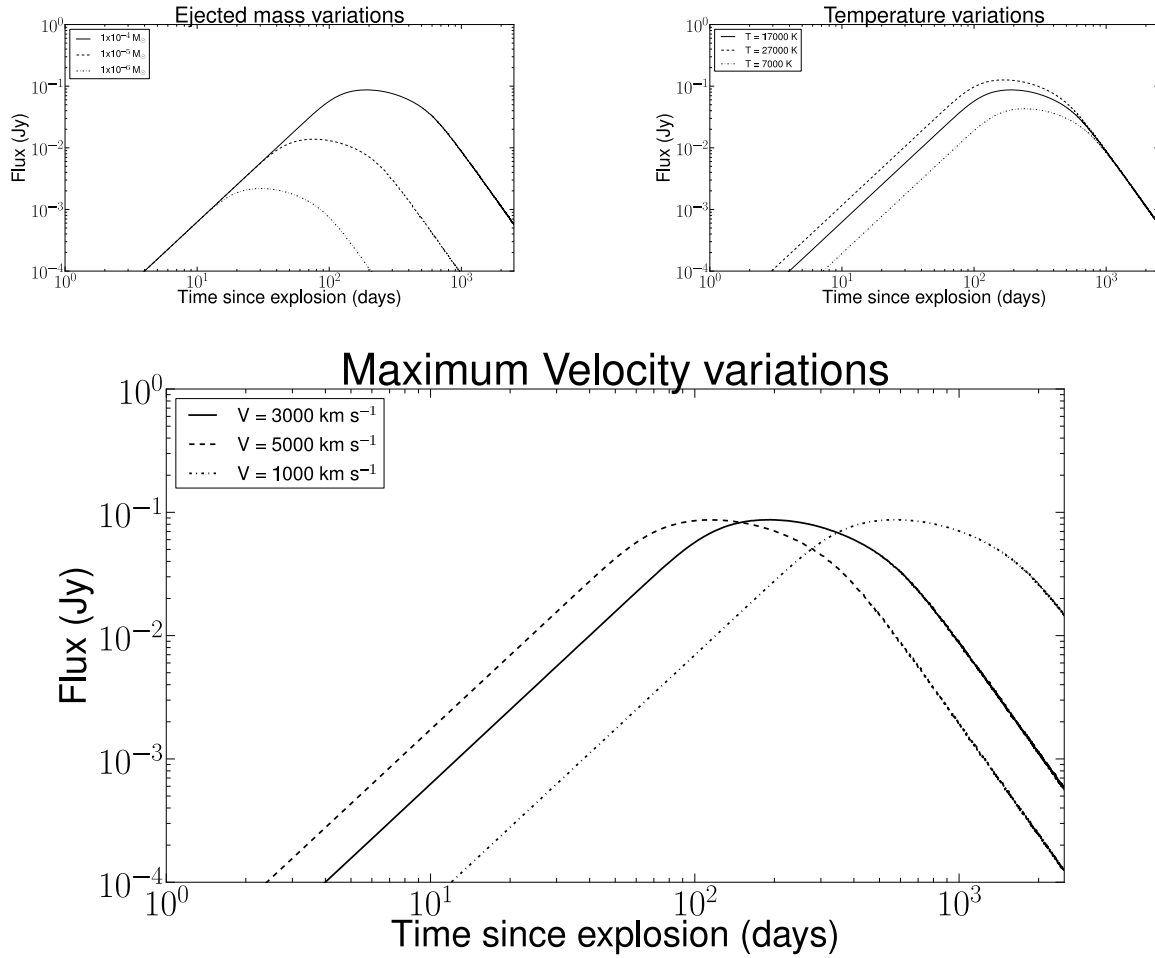 Ejected mass variations
10⁰
10⁻¹
10⁻²
10⁻³
10⁻⁴
Flux (Jy)
1x10⁻⁴ M☉
1x10⁻⁵ M☉
1x10⁻⁶ M☉
10⁰ 10¹ 10² 10³
Time since explosion (days)
Temperature variations
10⁰
10⁻¹
10⁻²
10⁻³
10⁻⁴
Flux (Jy)
T = 17000 K
T = 27000 K
T = 7000 K
10⁰ 10¹ 10² 10³
Time since explosion (days)
Maximum Velocity variations
10⁰
10⁻¹
10⁻²
10⁻³
10⁻⁴
Flux (Jy)
V = 3000 km s⁻¹
V = 5000 km s⁻¹
V = 1000 km s⁻¹
10⁰ 10¹ 10² 10³
Time since explosion (days)